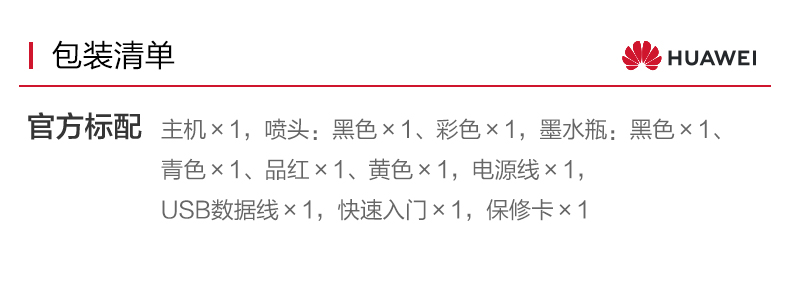 包装清单
HUAWEI
官方标配 主机×1，喷头：黑色×1、彩色×1，墨水瓶：黑色×1、
青色×1、品红×1、黄色×1，电源线×1，
USB数据线×1，快速入门×1，保修卡×1